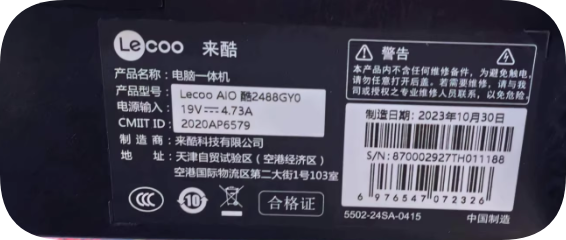 Lecoo 来酷
产品名称：电脑一体机
产品型号：Lecoo AIO 酷2488GY0
电源输入：19V⎓4.73A
CMIIT ID：2020AP6579
制 造 商：来酷科技有限公司
地 址：天津自贸试验区（空港经济区）
空港国际物流区第二大街1号103室
10
合格证
警告
本产品内不含任何维修备件，为避免触电，
请勿任意打开后盖。若需要维修，请与我
司或授权之专业维修人员联系，以免危险。
制造日期：2023年10月30日
S/N: 870002927TH011188
6 976547 072326
5502-24SA-0415 中国制造